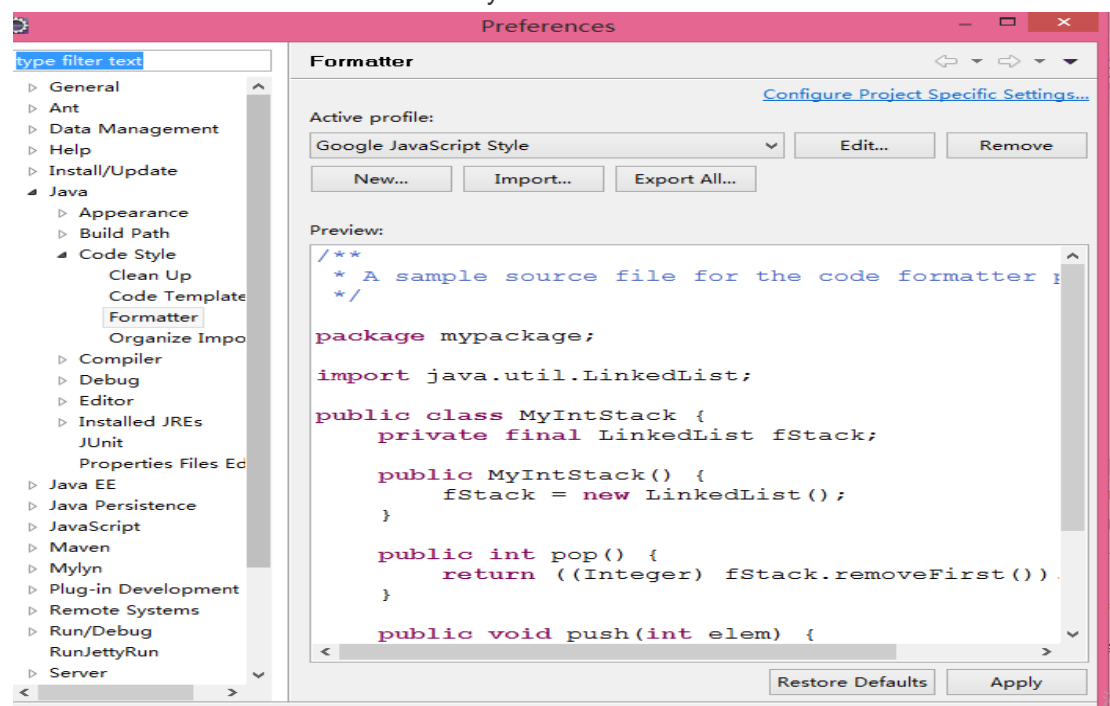 Preferences
type filter text
General
Ant
Data Management
Help
Install/Update
Java
Appearance
Build Path
Code Style
Clean Up
Code Template
Formatter
Organize Impo
Compiler
Debug
Editor
Installed JREs
JUnit
Properties Files Ed
Java EE
Java Persistence
JavaScript
Maven
Mylyn
Plug-in Development
Remote Systems
Run/Debug
RunJettyRun
Server
Formatter
Configure Project Specific Settings...
Active profile:
Google JavaScript Style
Edit...
Remove
New...
Import...
Export All...
Preview:
/**
 * A sample source file for the code formatter
 */
package mypackage;
import java.util.LinkedList;
public class MyIntStack {
    private final LinkedList fStack;
    public MyIntStack() {
        fStack = new LinkedList();
    }
    public int pop() {
        return ((Integer) fStack.removeFirst()).
    }
    public void push(int elem) {
Restore Defaults
Apply